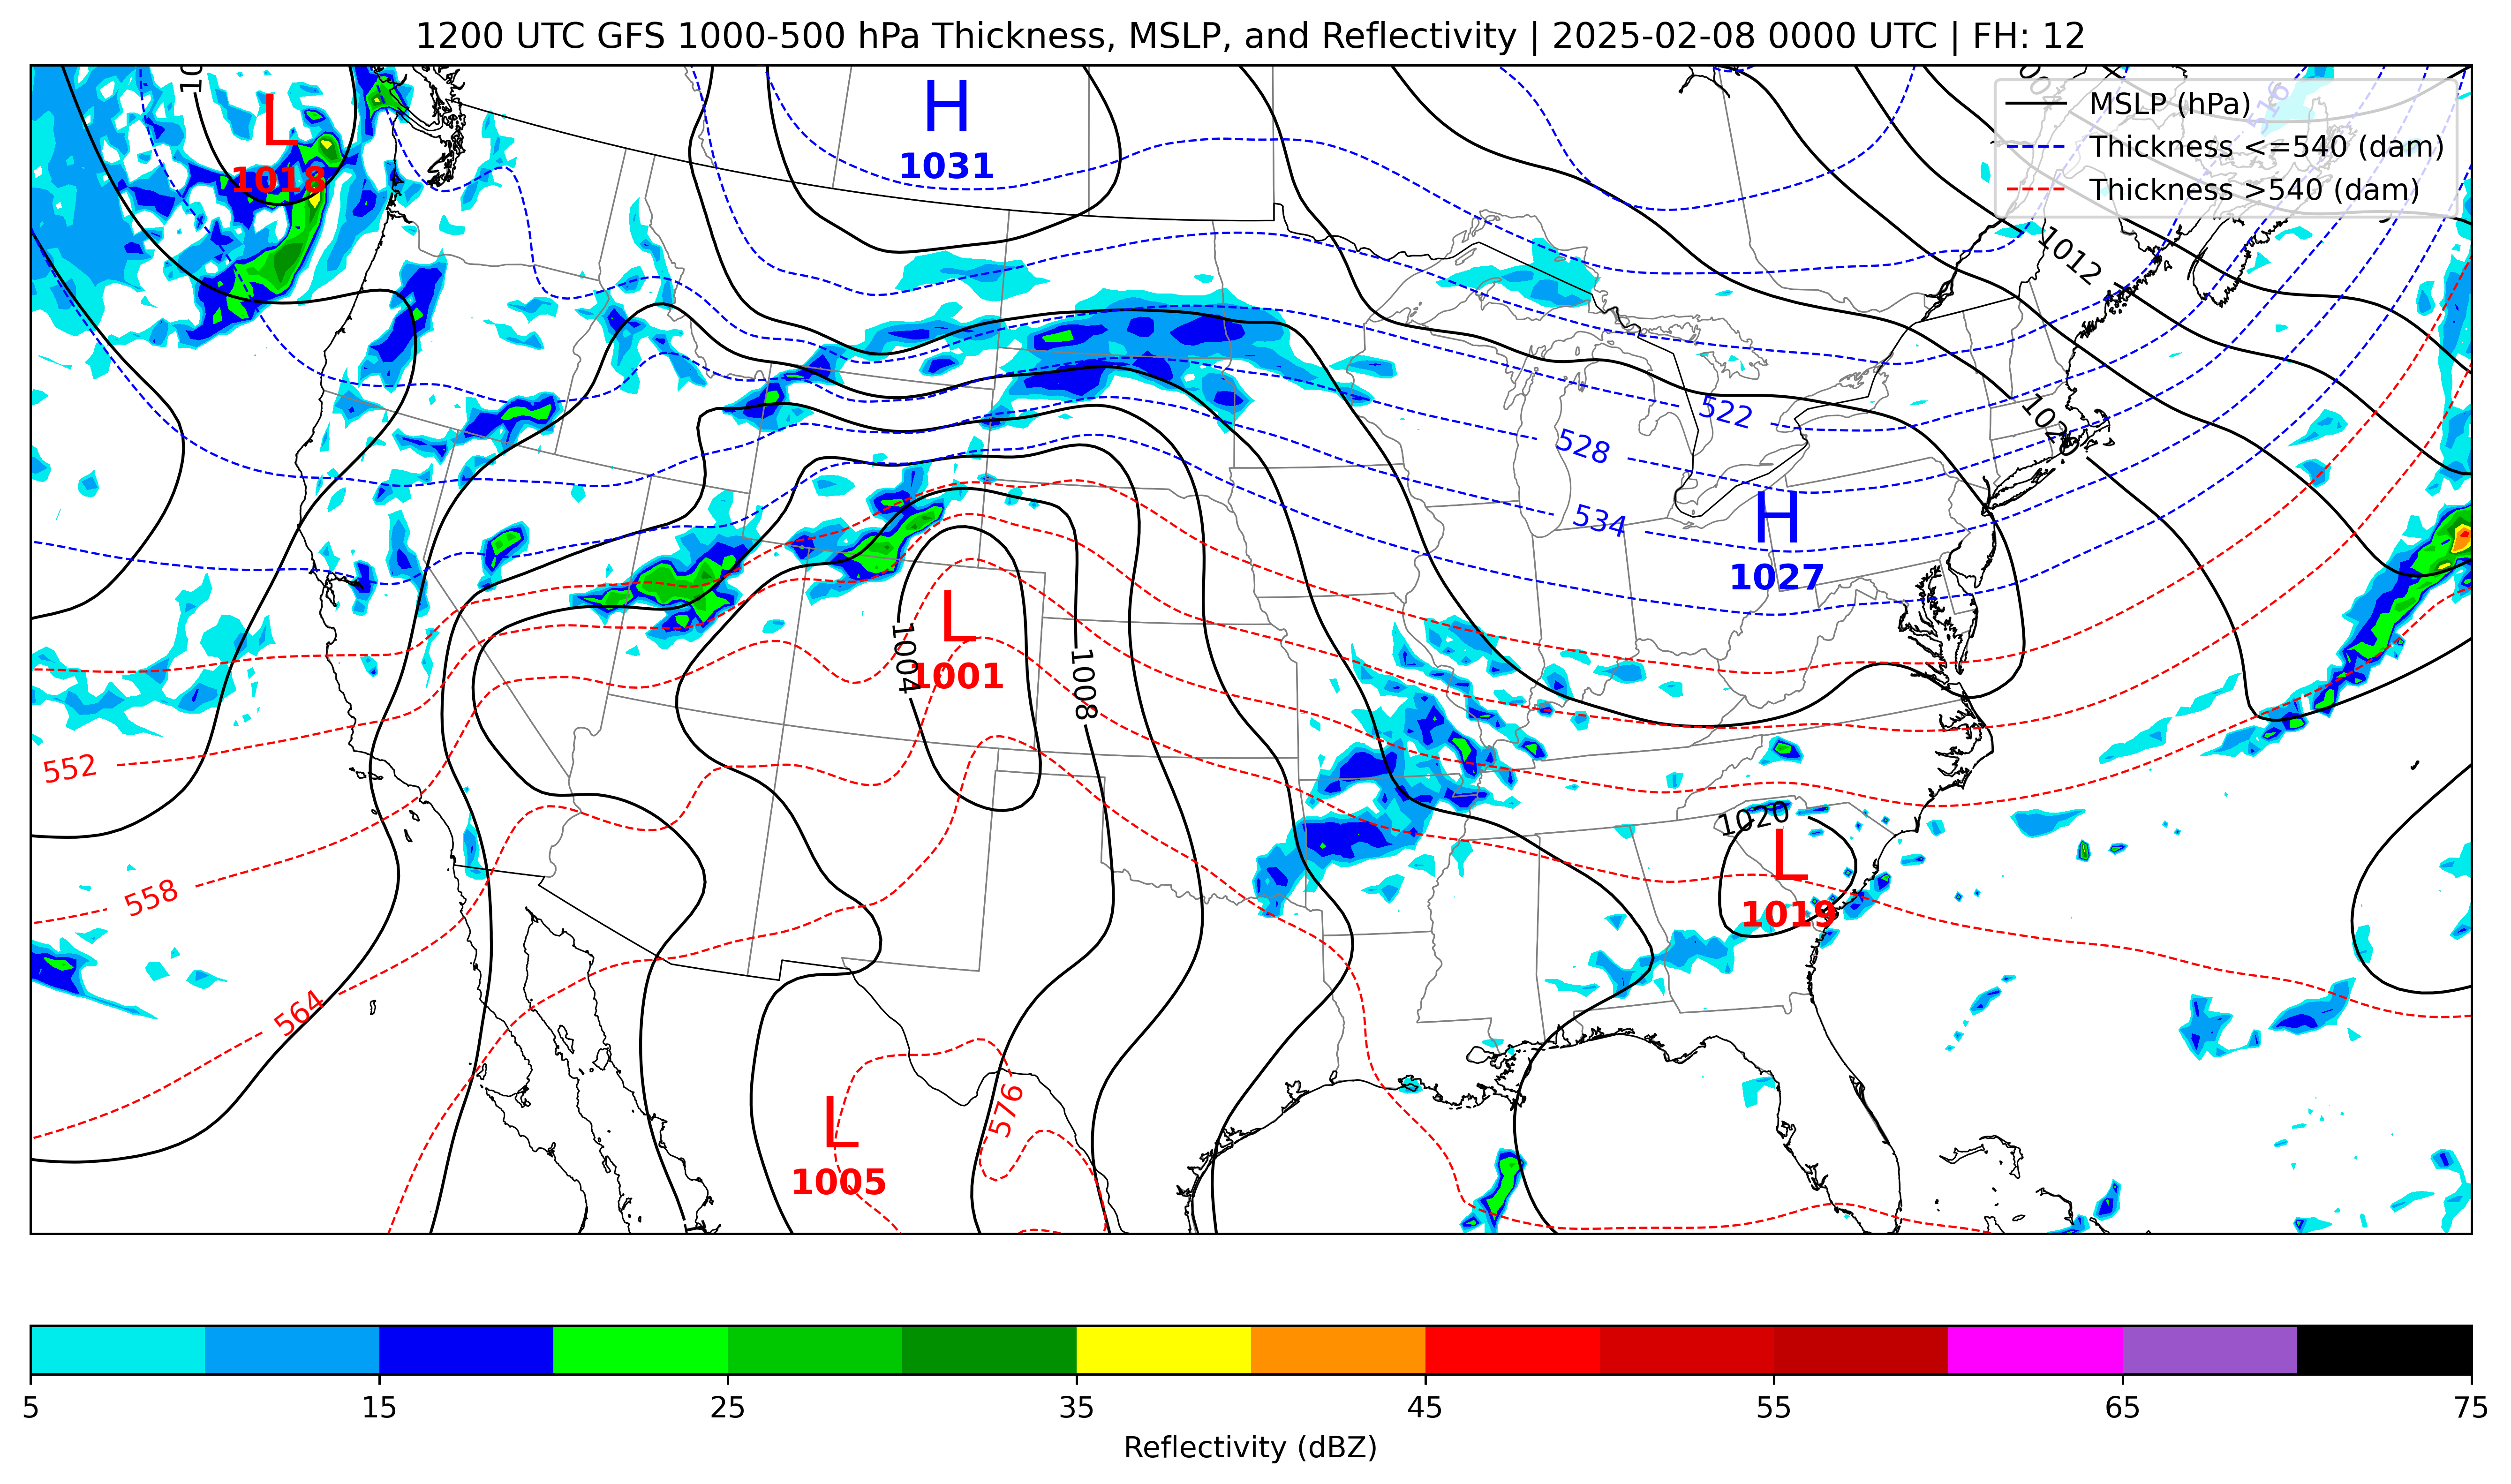 1200 UTC GFS 1000-500 hPa Thickness, MSLP, and Reflectivity | 2025-02-08 0000 UTC | FH: 12
MSLP (hPa)
Thickness <=540 (dam)
Thickness >540 (dam)
516
L
1018
H
1031
1012
1020
522
528
534
H
1027
L
1001
1004
1008
552
558
564
1020
L
1019
576
L
1005
5 15 25 35 45 55 65 75
Reflectivity (dBZ)